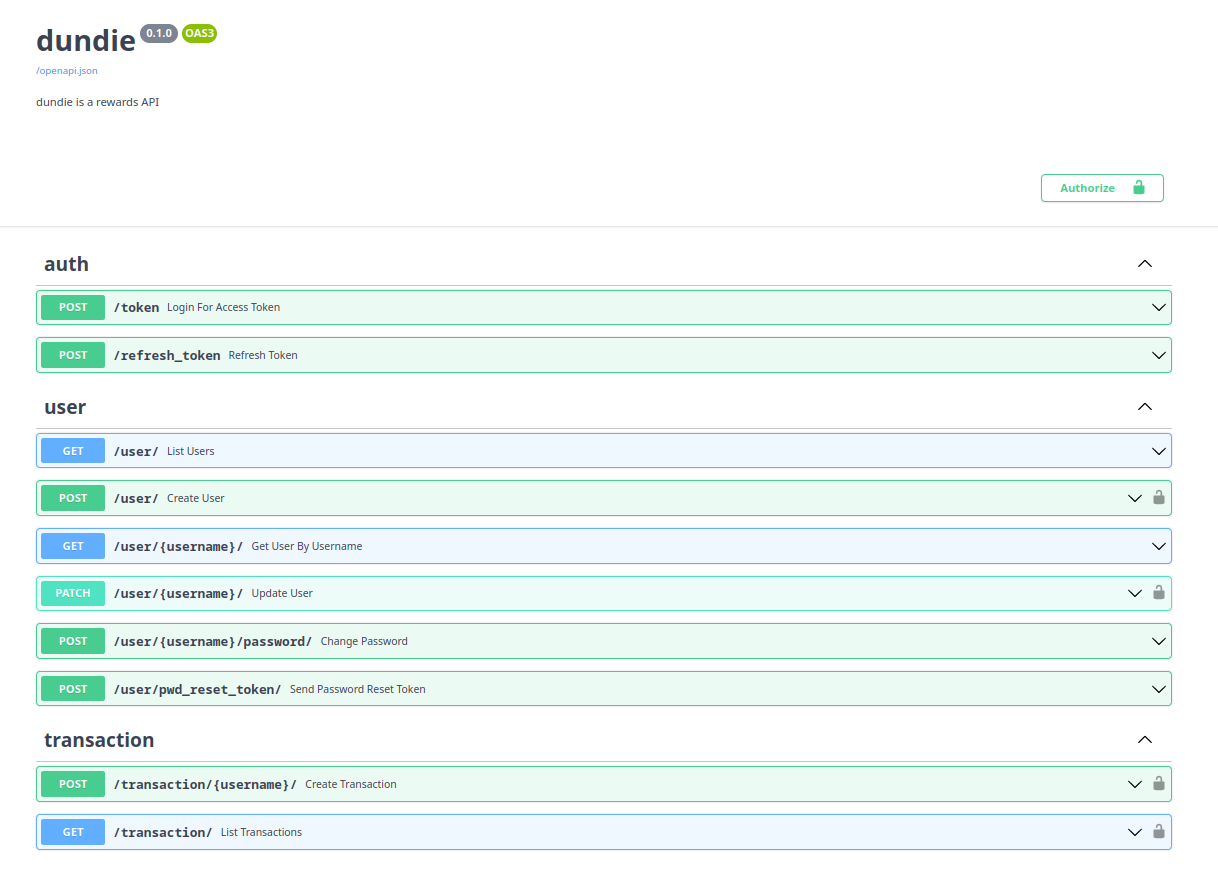 dundie 0.1.0 OAS3
/openapi.json
dundie is a rewards API
Authorize
auth
POST /token Login For Access Token
POST /refresh_token Refresh Token
user
GET /user/ List Users
POST /user/ Create User
GET /user/{username}/ Get User By Username
PATCH /user/{username}/ Update User
POST /user/{username}/password/ Change Password
POST /user/pwd_reset_token/ Send Password Reset Token
transaction
POST /transaction/{username}/ Create Transaction
GET /transaction/ List Transactions